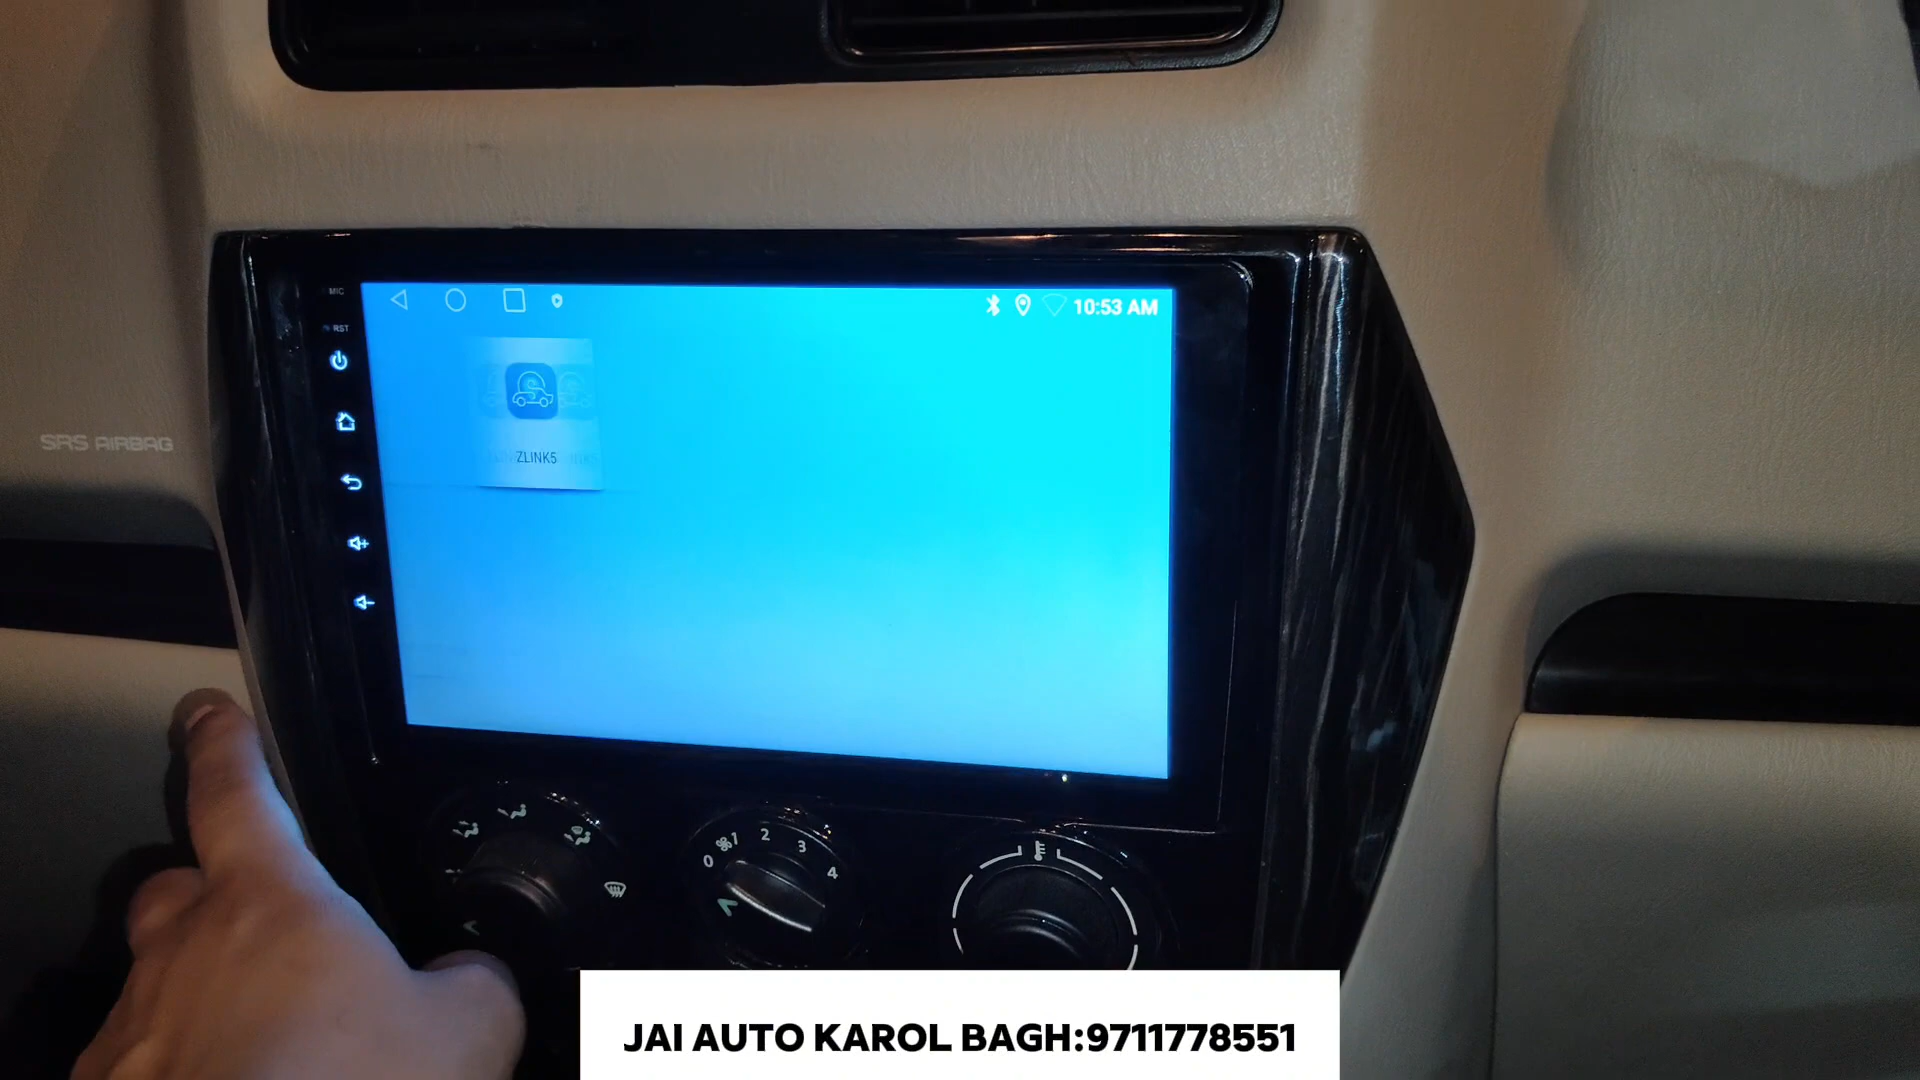 MIC
RST
10:53 AM
ZLINK5
SRS AIRBAG
0 1 2 3 4
JAI AUTO KAROL BAGH:9711778551